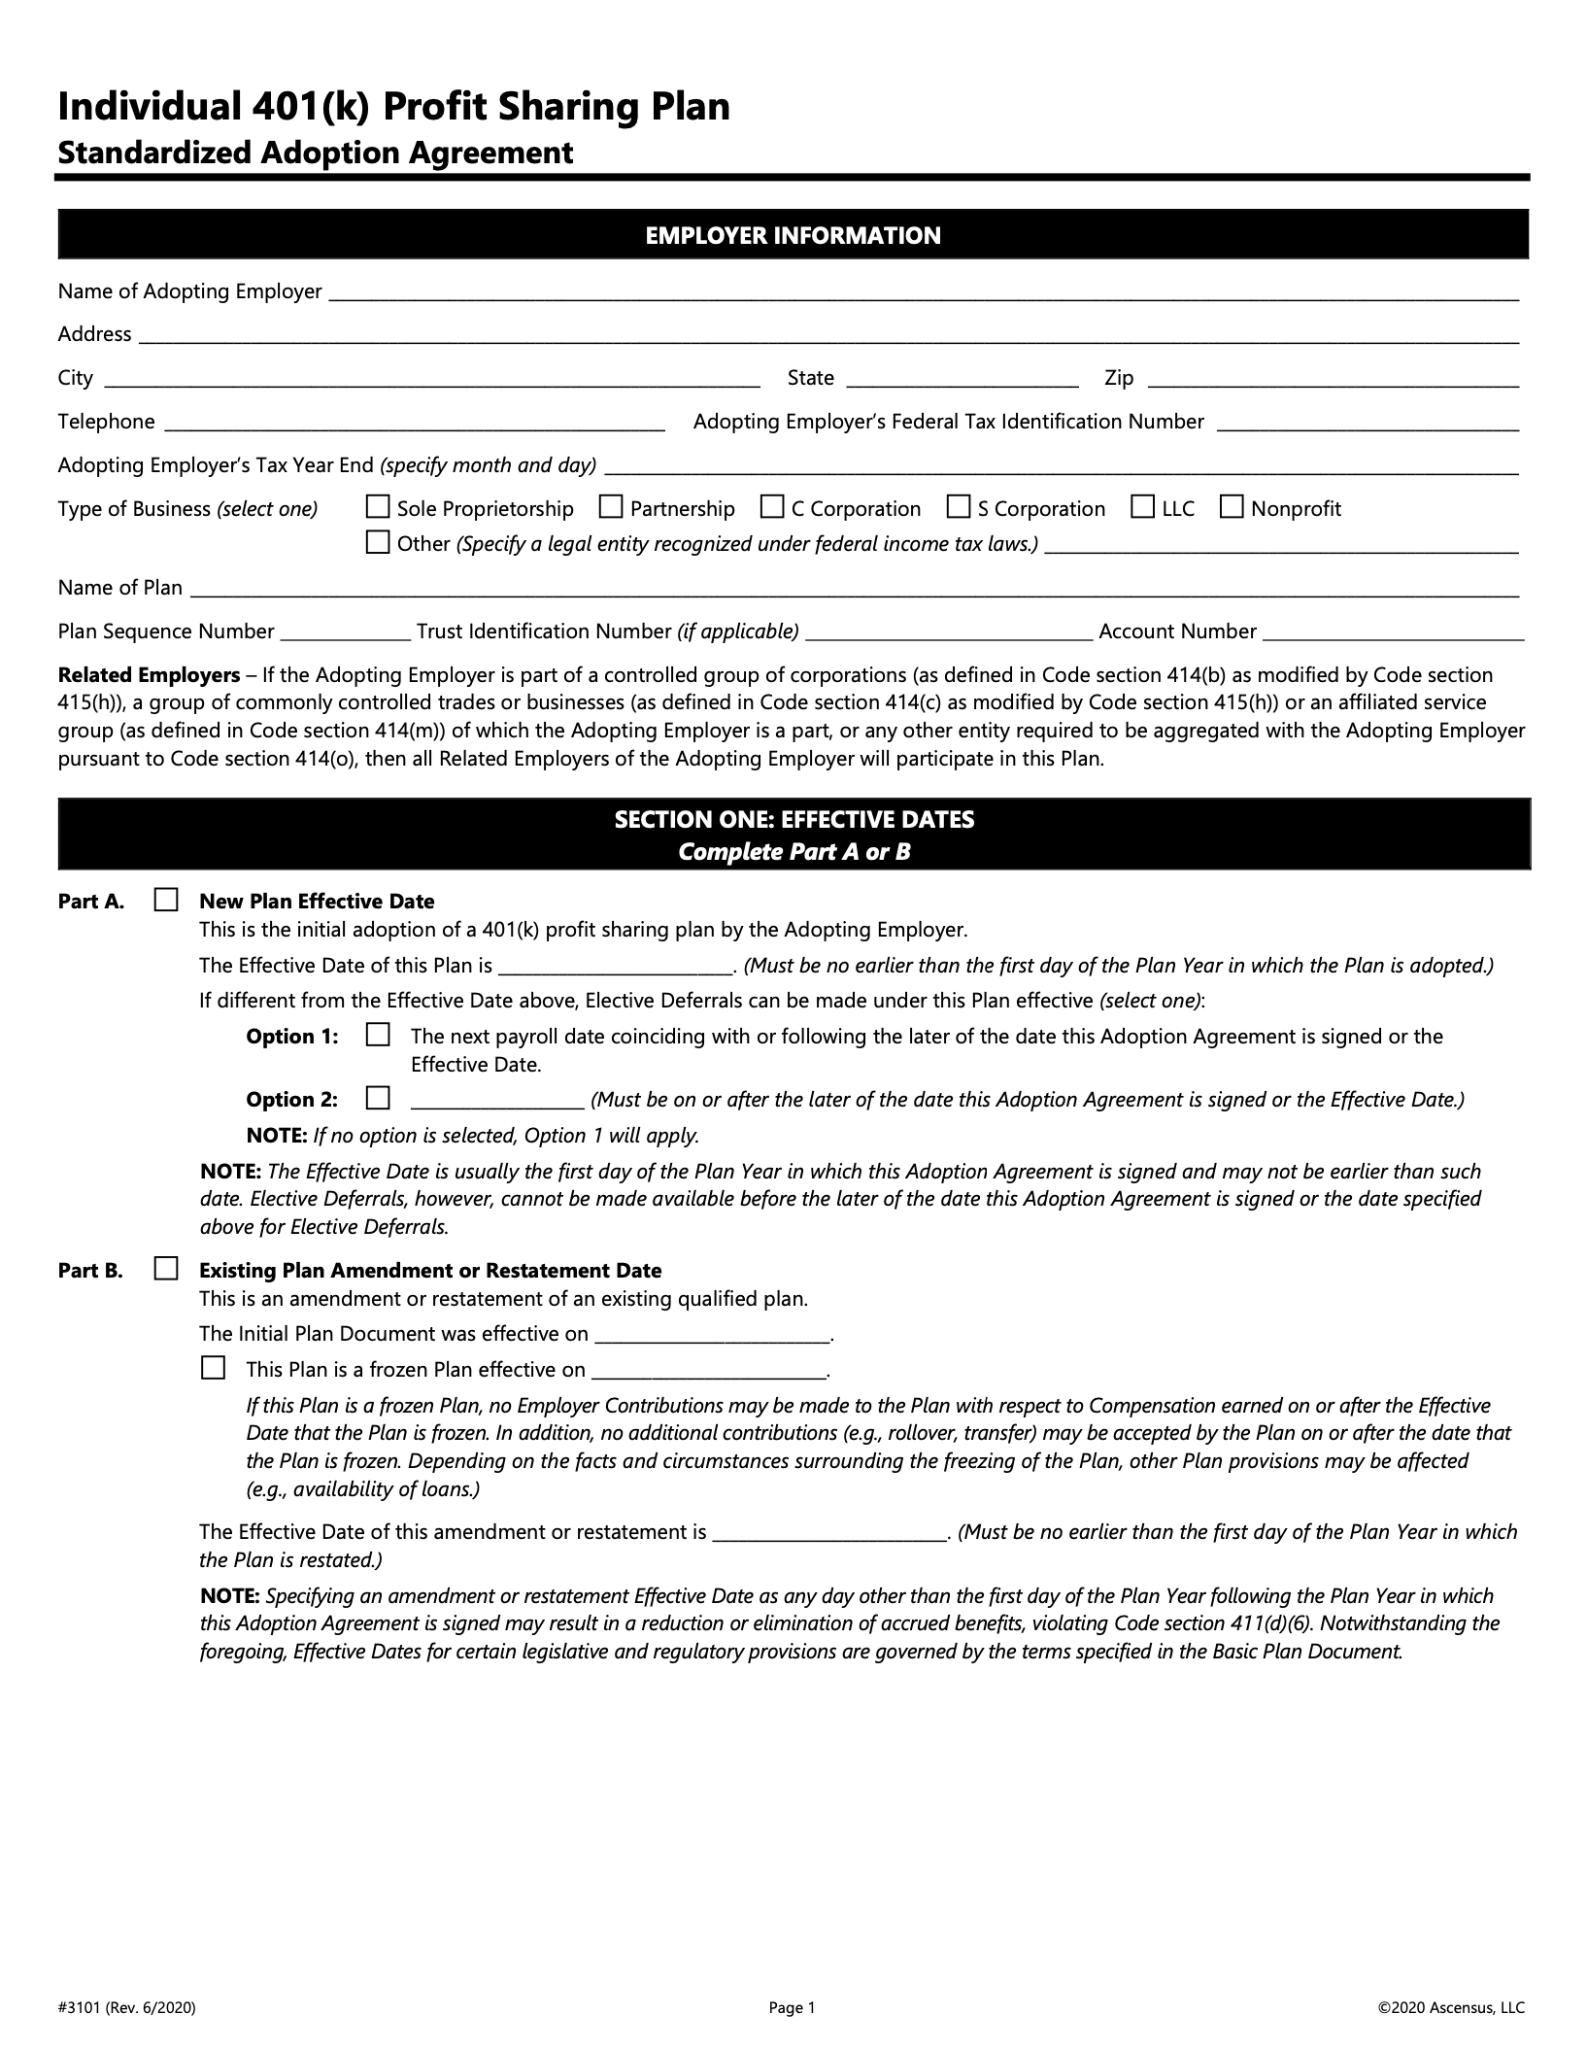 Individual 401(k) Profit Sharing Plan
Standardized Adoption Agreement
EMPLOYER INFORMATION
Name of Adopting Employer
Address
City State Zip
Telephone Adopting Employer’s Federal Tax Identification Number
Adopting Employer’s Tax Year End (specify month and day)
Type of Business (select one) Sole Proprietorship Partnership C Corporation S Corporation LLC Nonprofit
Other (Specify a legal entity recognized under federal income tax laws.)
Name of Plan
Plan Sequence Number Trust Identification Number (if applicable) Account Number
Related Employers – If the Adopting Employer is part of a controlled group of corporations (as defined in Code section 414(b) as modified by Code section
415(h)), a group of commonly controlled trades or businesses (as defined in Code section 414(c) as modified by Code section 415(h)) or an affiliated service
group (as defined in Code section 414(m)) of which the Adopting Employer is a part, or any other entity required to be aggregated with the Adopting Employer
pursuant to Code section 414(o), then all Related Employers of the Adopting Employer will participate in this Plan.
SECTION ONE: EFFECTIVE DATES
Complete Part A or B
Part A. New Plan Effective Date
This is the initial adoption of a 401(k) profit sharing plan by the Adopting Employer.
The Effective Date of this Plan is . (Must be no earlier than the first day of the Plan Year in which the Plan is adopted.)
If different from the Effective Date above, Elective Deferrals can be made under this Plan effective (select one):
Option 1: The next payroll date coinciding with or following the later of the date this Adoption Agreement is signed or the
Effective Date.
Option 2: (Must be on or after the later of the date this Adoption Agreement is signed or the Effective Date.)
NOTE: If no option is selected, Option 1 will apply.
NOTE: The Effective Date is usually the first day of the Plan Year in which this Adoption Agreement is signed and may not be earlier than such
date. Elective Deferrals, however, cannot be made available before the later of the date this Adoption Agreement is signed or the date specified
above for Elective Deferrals.
Part B. Existing Plan Amendment or Restatement Date
This is an amendment or restatement of an existing qualified plan.
The Initial Plan Document was effective on .
This Plan is a frozen Plan effective on .
If this Plan is a frozen Plan, no Employer Contributions may be made to the Plan with respect to Compensation earned on or after the Effective
Date that the Plan is frozen. In addition, no additional contributions (e.g., rollover, transfer) may be accepted by the Plan on or after the date that
the Plan is frozen. Depending on the facts and circumstances surrounding the freezing of the Plan, other Plan provisions may be affected
(e.g., availability of loans.)
The Effective Date of this amendment or restatement is . (Must be no earlier than the first day of the Plan Year in which
the Plan is restated.)
NOTE: Specifying an amendment or restatement Effective Date as any day other than the first day of the Plan Year following the Plan Year in which
this Adoption Agreement is signed may result in a reduction or elimination of accrued benefits, violating Code section 411(d)(6). Notwithstanding the
foregoing, Effective Dates for certain legislative and regulatory provisions are governed by the terms specified in the Basic Plan Document.
#3101 (Rev. 6/2020) Page 1 ©2020 Ascensus, LLC